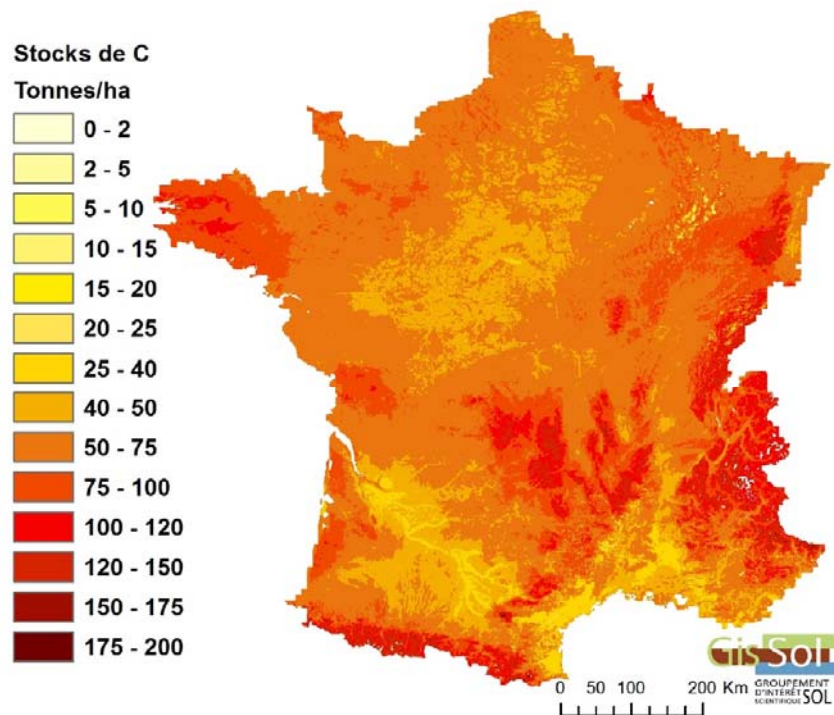 Stocks de C
Tonnes/ha
0 - 2
2 - 5
5 - 10
10 - 15
15 - 20
20 - 25
25 - 40
40 - 50
50 - 75
75 - 100
100 - 120
120 - 150
150 - 175
175 - 200
Gis Sol
GROUPEMENT
D'INTÉRÊT
SCIENTIFIQUE SOL
0 50 100 200 Km